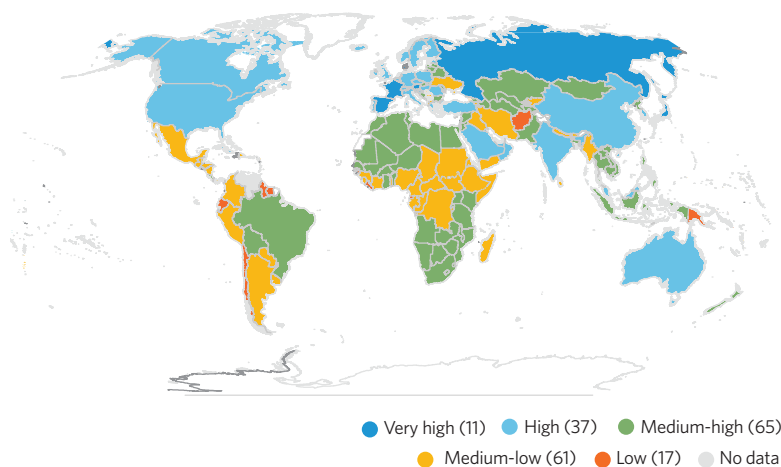 Very high (11) High (37) Medium-high (65)
Medium-low (61) Low (17) No data